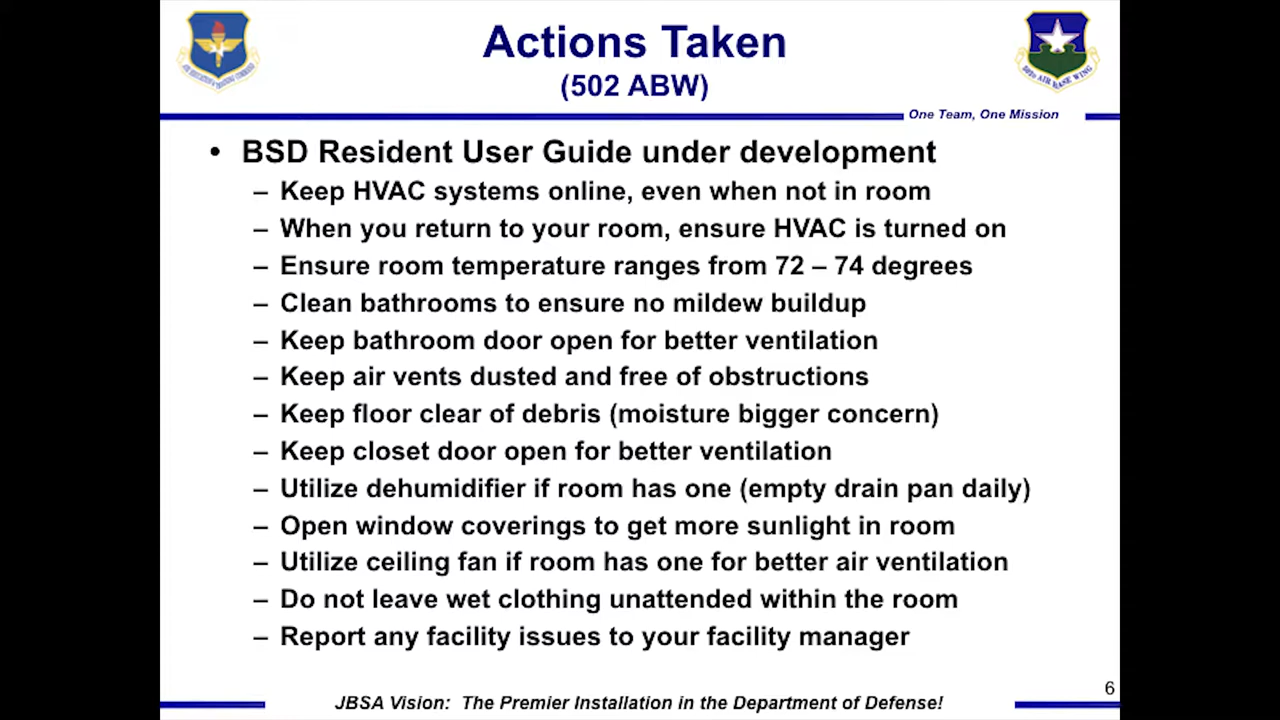 Actions Taken
(502 ABW)
One Team, One Mission
• BSD Resident User Guide under development
– Keep HVAC systems online, even when not in room
– When you return to your room, ensure HVAC is turned on
– Ensure room temperature ranges from 72 – 74 degrees
– Clean bathrooms to ensure no mildew buildup
– Keep bathroom door open for better ventilation
– Keep air vents dusted and free of obstructions
– Keep floor clear of debris (moisture bigger concern)
– Keep closet door open for better ventilation
– Utilize dehumidifier if room has one (empty drain pan daily)
– Open window coverings to get more sunlight in room
– Utilize ceiling fan if room has one for better air ventilation
– Do not leave wet clothing unattended within the room
– Report any facility issues to your facility manager
6
JBSA Vision: The Premier Installation in the Department of Defense!